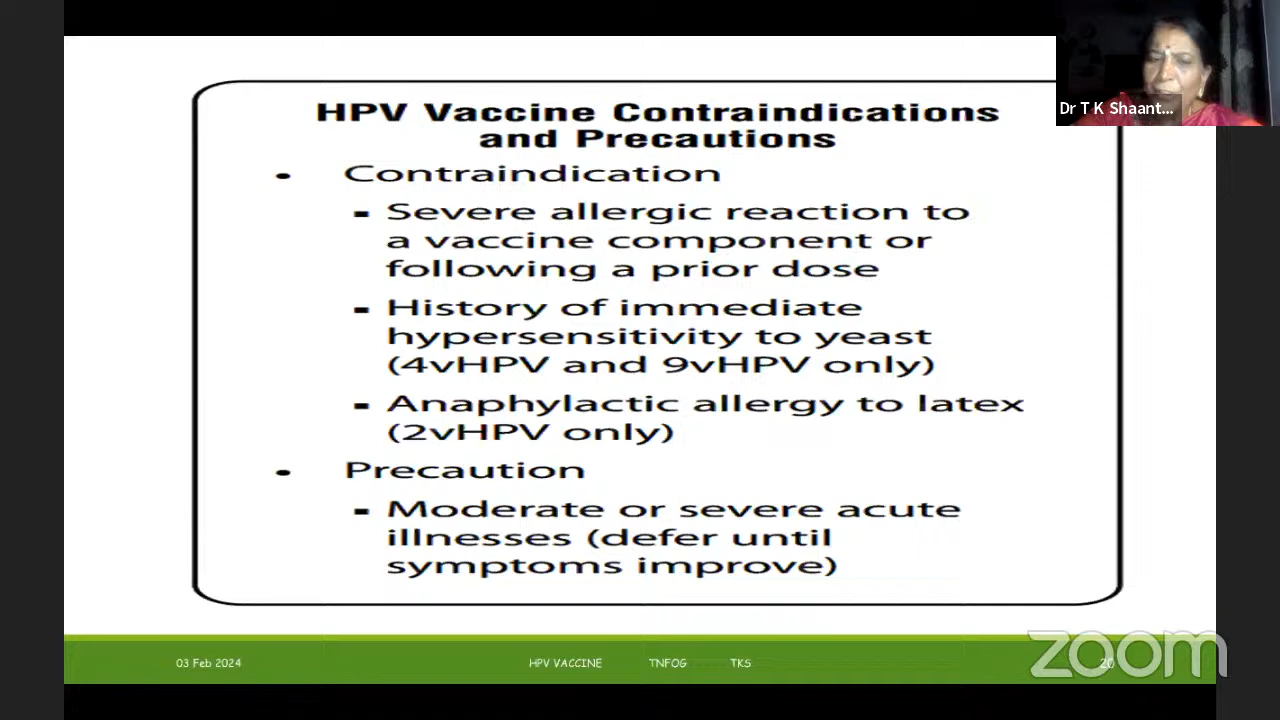 HPV Vaccine Contraindications
and Precautions
• Contraindication
- Severe allergic reaction to
a vaccine component or
following a prior dose
- History of immediate
hypersensitivity to yeast
(4vHPV and 9vHPV only)
- Anaphylactic allergy to latex
(2vHPV only)
• Precaution
- Moderate or severe acute
illnesses (defer until
symptoms improve)
Dr T K Shaant...
03 Feb 2024 HPV VACCINE TNFOG TKS 20
zoom